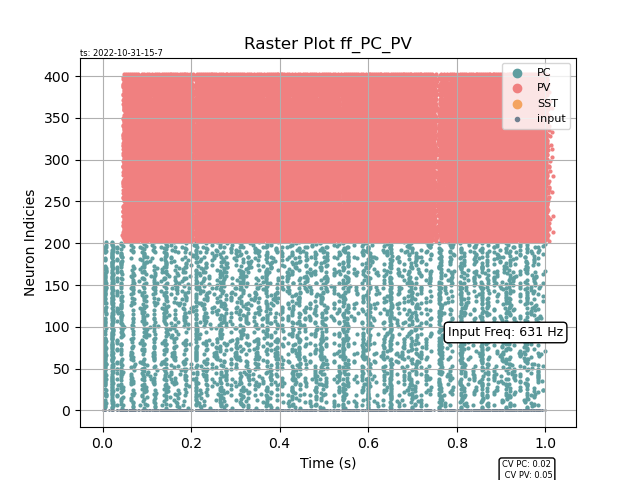 Raster Plot ff_PC_PV
ts: 2022-10-31-15-7
PC
PV
SST
input
400
350
300
250
200
150
100
50
0
Neuron Indicies
Input Freq: 631 Hz
0.0 0.2 0.4 0.6 0.8 1.0
Time (s)
CV PC: 0.02
CV PV: 0.05